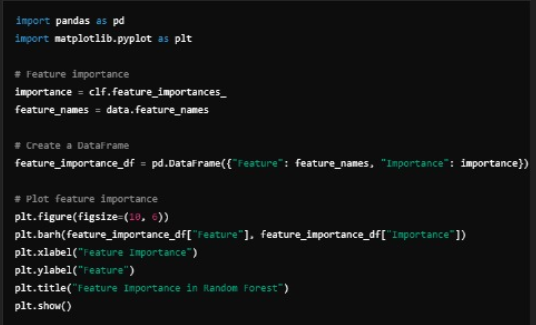 import pandas as pd
import matplotlib.pyplot as plt
# Feature importance
importance = clf.feature_importances_
feature_names = data.feature_names
# Create a DataFrame
feature_importance_df = pd.DataFrame({"Feature": feature_names, "Importance": importance})
# Plot feature importance
plt.figure(figsize=(10, 6))
plt.barh(feature_importance_df["Feature"], feature_importance_df["Importance"])
plt.xlabel("Feature Importance")
plt.ylabel("Feature")
plt.title("Feature Importance in Random Forest")
plt.show()